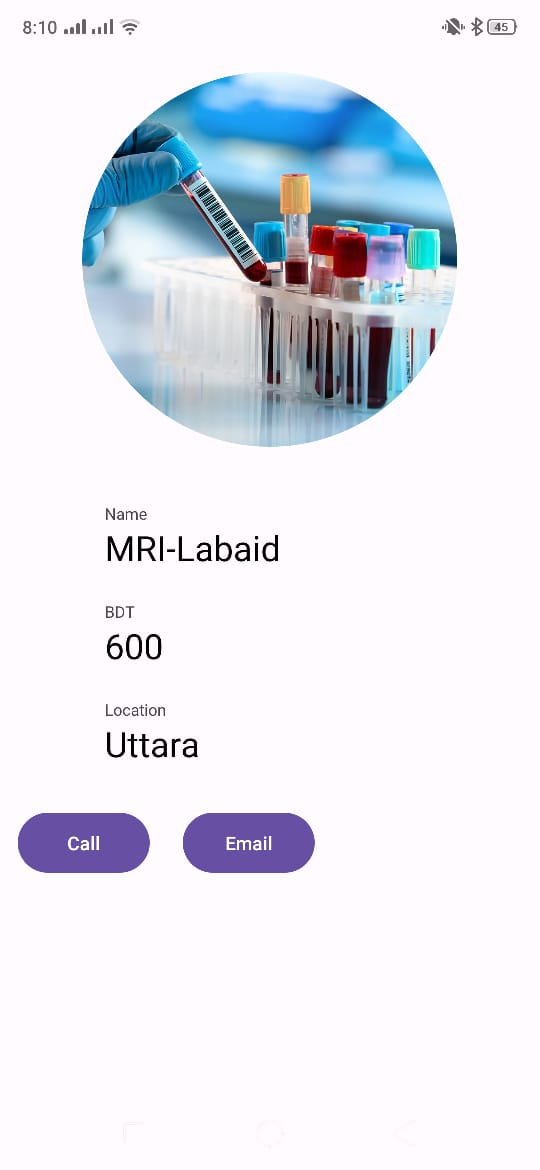 8:10 45
Name
MRI-Labaid
BDT
600
Location
Uttara
Call Email